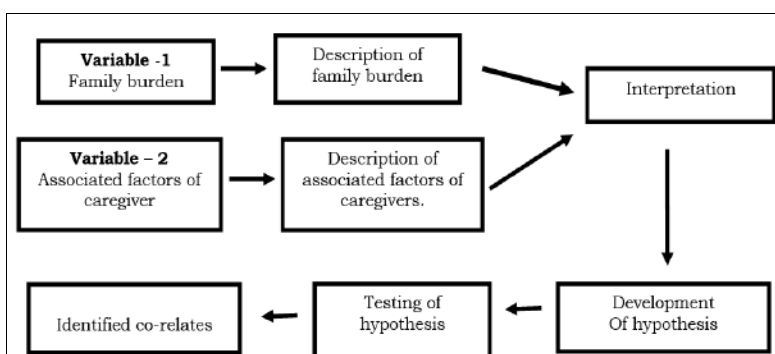 Variable -1
Family burden
Description of
family burden
Interpretation
Variable – 2
Associated factors of
caregiver
Description of
associated factors of
caregivers.
Identified co-relates
Testing of
hypothesis
Development
Of hypothesis